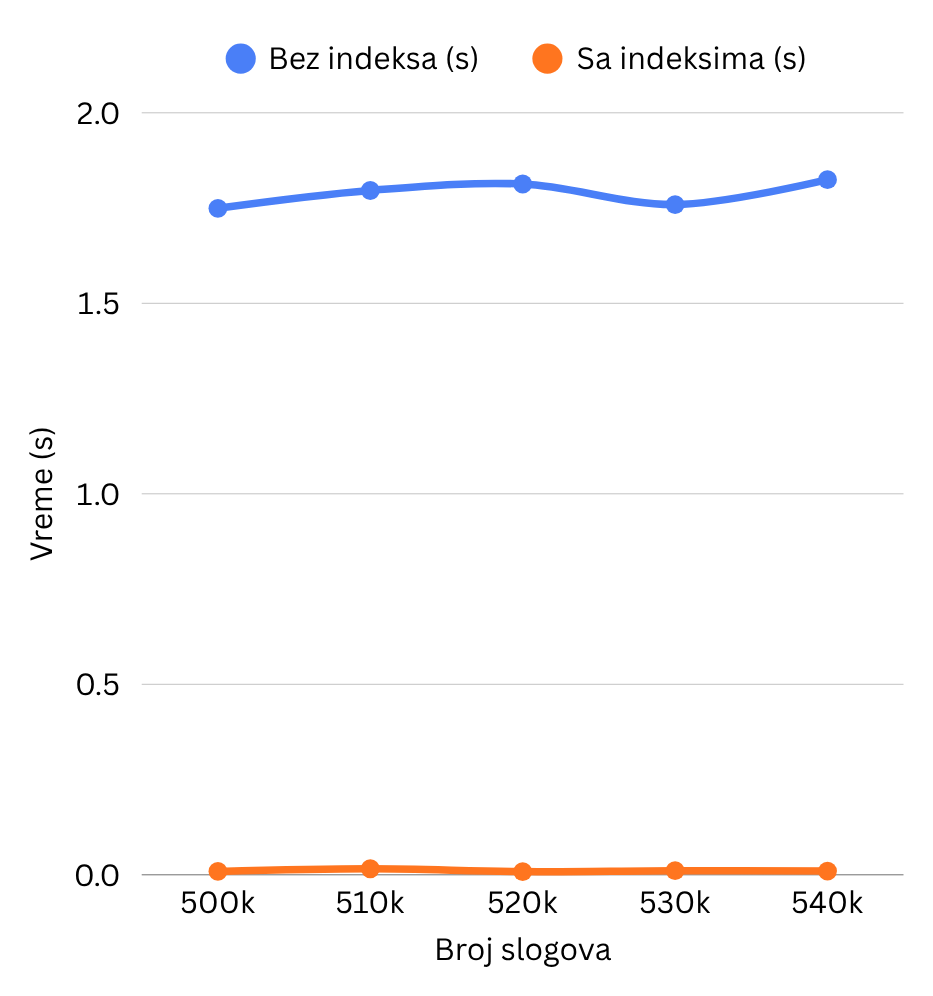 Bez indeksa (s) Sa indeksima (s)
2.0
1.5
1.0
0.5
0.0
Vreme (s)
500k 510k 520k 530k 540k
Broj slogova